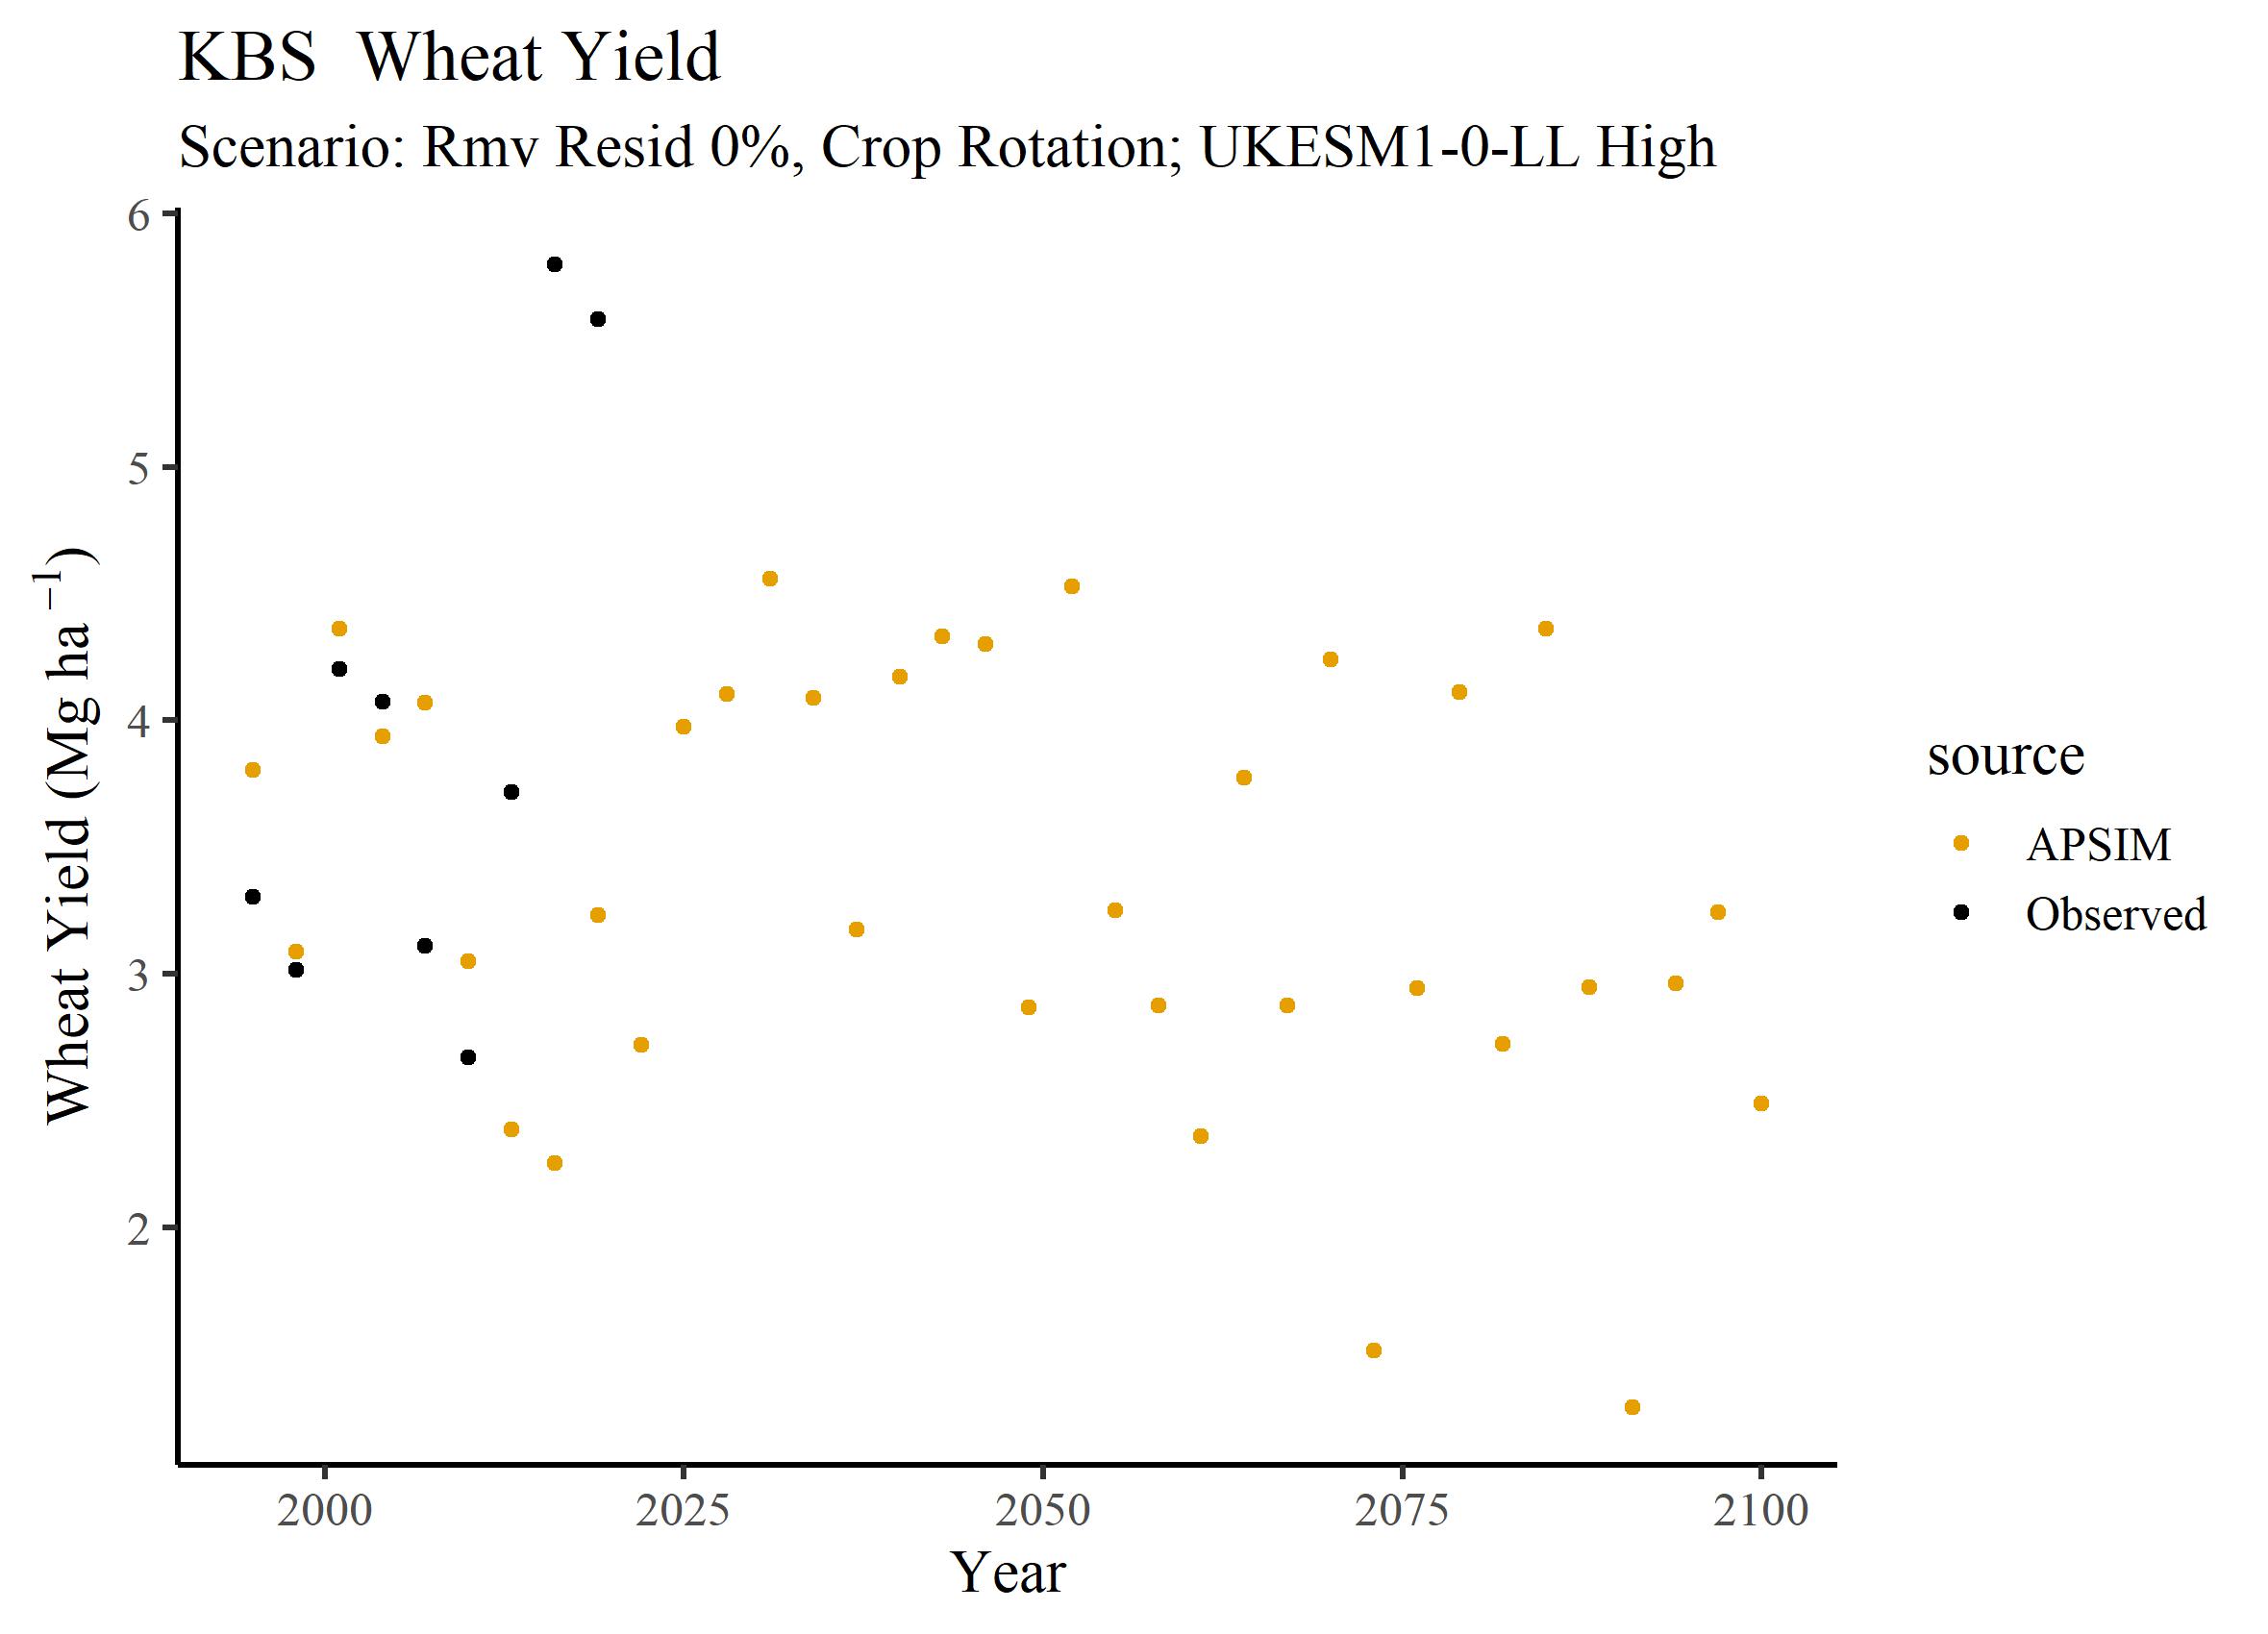 KBS  Wheat Yield
Scenario: Rmv Resid 0%, Crop Rotation; UKESM1-0-LL High
Wheat Yield (Mg ha⁻¹)
6
5
4
3
2
2000 2025 2050 2075 2100
Year
source
APSIM
Observed